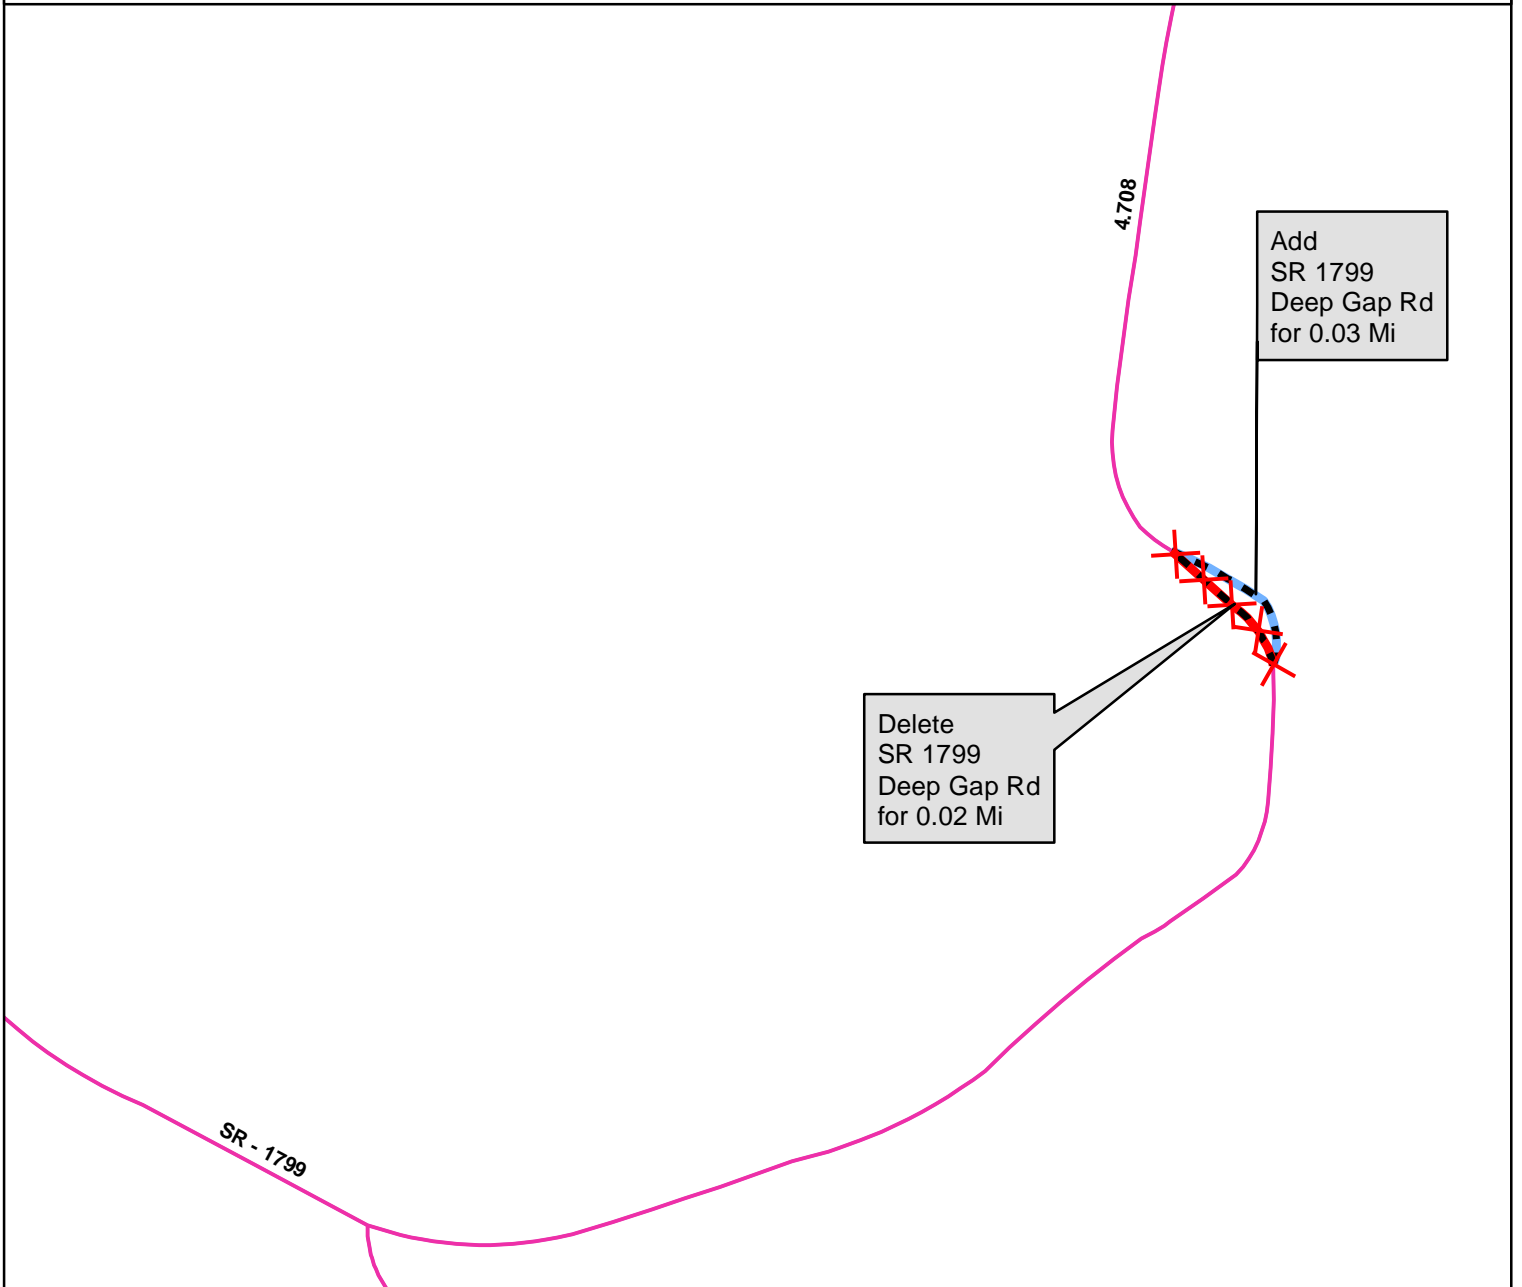 4.708
Add
SR 1799
Deep Gap Rd
for 0.03 Mi
Delete
SR 1799
Deep Gap Rd
for 0.02 Mi
SR - 1799